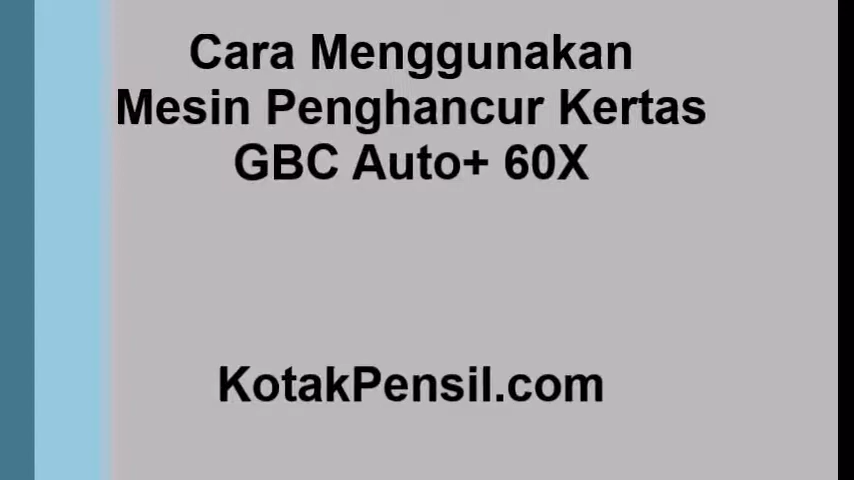 Cara Menggunakan
Mesin Penghancur Kertas
GBC Auto+ 60X
KotakPensil.com